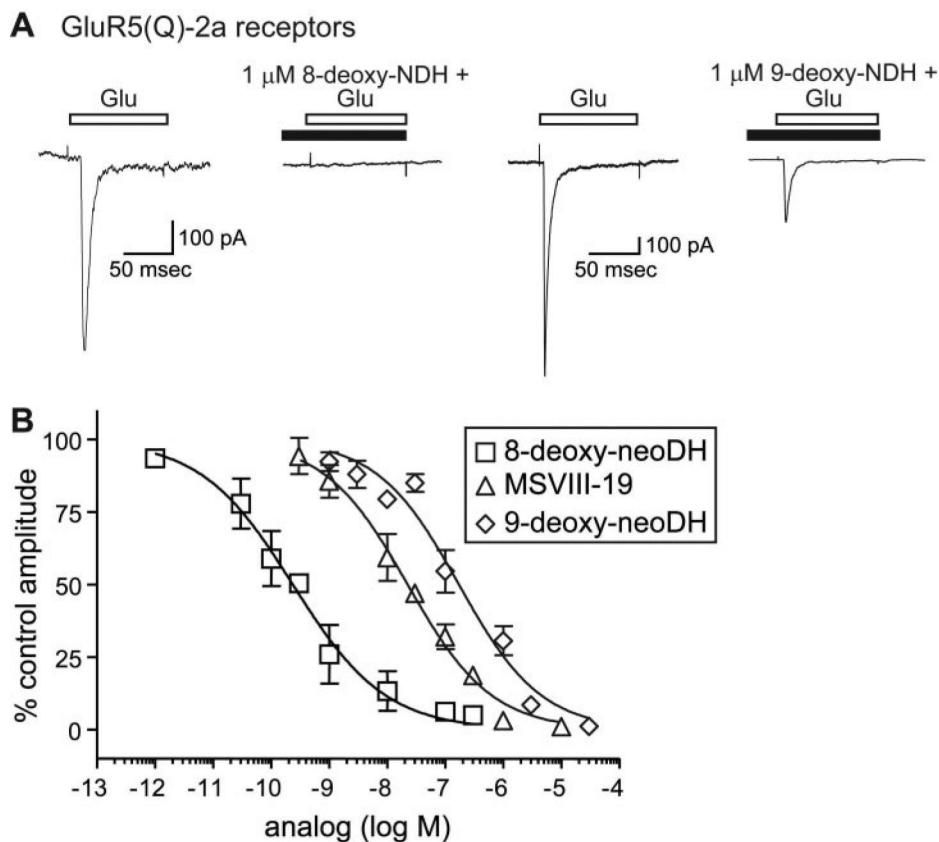 A GluR5(Q)-2a receptors
1 μM 8-deoxy-NDH +
1 μM 9-deoxy-NDH +
Glu
Glu
Glu
Glu
100 pA
50 msec
100 pA
50 msec
B
100
75
50
25
0
% control amplitude
8-deoxy-neoDH
MSVIII-19
9-deoxy-neoDH
-13 -12 -11 -10 -9 -8 -7 -6 -5 -4
analog (log M)